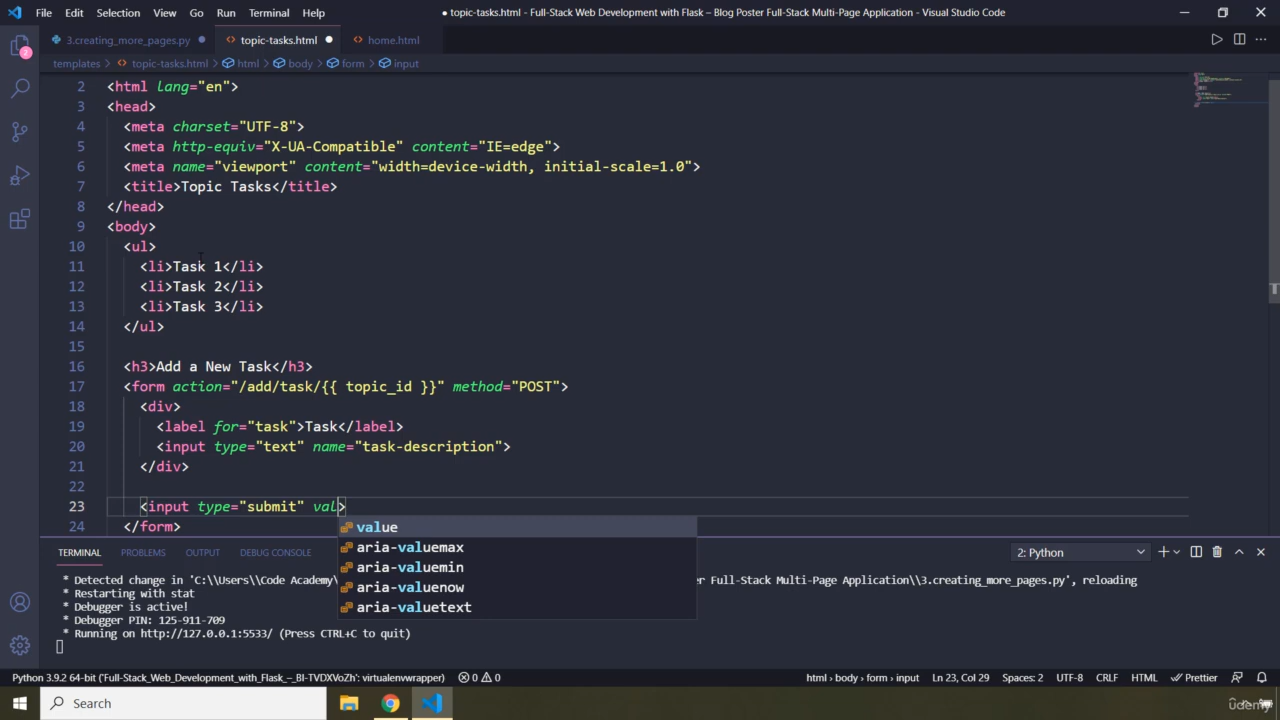 File Edit Selection View Go Run Terminal Help
● topic-tasks.html - Full-Stack Web Development with Flask – Blog Poster Full-Stack Multi-Page Application - Visual Studio Code
3.creating_more_pages.py ● topic-tasks.html ● home.html
templates > topic-tasks.html > html > body > form > input
2 <html lang="en">
3 <head>
4 <meta charset="UTF-8">
5 <meta http-equiv="X-UA-Compatible" content="IE=edge">
6 <meta name="viewport" content="width=device-width, initial-scale=1.0">
7 <title>Topic Tasks</title>
8 </head>
9 <body>
10 <ul>
11 <li>Task 1</li>
12 <li>Task 2</li>
13 <li>Task 3</li>
14 </ul>
15
16 <h3>Add a New Task</h3>
17 <form action="/add/task/{{ topic_id }}" method="POST">
18 <div>
19 <label for="task">Task</label>
20 <input type="text" name="task-description">
21 </div>
22
23 <input type="submit" val>
24 </form>
value
aria-valuemax
aria-valuemin
aria-valuenow
aria-valuetext
TERMINAL PROBLEMS OUTPUT DEBUG CONSOLE 2: Python
* Detected change in 'C:\\Users\\Code Academy\ er Full-Stack Multi-Page Application\\3.creating_more_pages.py', reloading
* Restarting with stat
* Debugger is active!
* Debugger PIN: 125-911-709
* Running on http://127.0.0.1:5533/ (Press CTRL+C to quit)
Python 3.9.2 64-bit ('Full-Stack_Web_Development_with_Flask_–_BI-TVDXVoZh': virtualenvwrapper) 0 0 html › body › form › input Ln 23, Col 29 Spaces: 2 UTF-8 CRLF HTML Prettier
Search
2
udemy